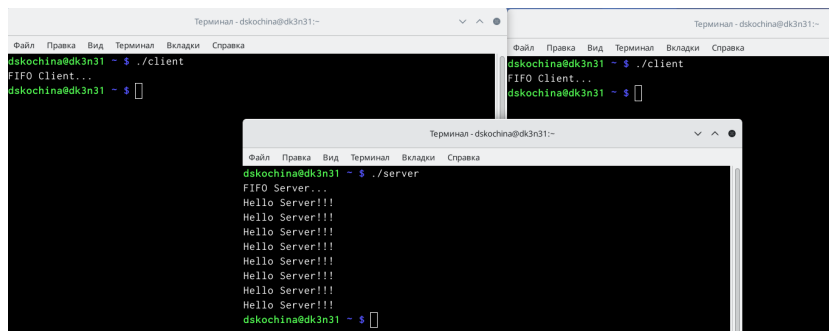 Терминал - dskochina@dk3n31:~
Файл Правка Вид Терминал Вкладки Справка
dskochina@dk3n31 ~ $ ./client
FIFO Client...
dskochina@dk3n31 ~ $
Терминал - dskochina@dk3n31:~
Файл Правка Вид Терминал Вкладки Справка
dskochina@dk3n31 ~ $ ./client
FIFO Client...
dskochina@dk3n31 ~ $
Терминал - dskochina@dk3n31:~
Файл Правка Вид Терминал Вкладки Справка
dskochina@dk3n31 ~ $ ./server
FIFO Server...
Hello Server!!!
Hello Server!!!
Hello Server!!!
Hello Server!!!
Hello Server!!!
Hello Server!!!
Hello Server!!!
Hello Server!!!
dskochina@dk3n31 ~ $